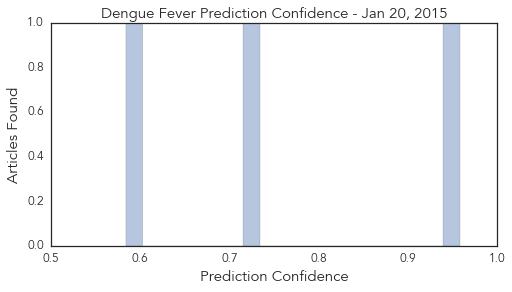 Dengue Fever Prediction Confidence - Jan 20, 2015
Articles Found
1.0
0.8
0.6
0.4
0.2
0.0
0.5 0.6 0.7 0.8 0.9 1.0
Prediction Confidence